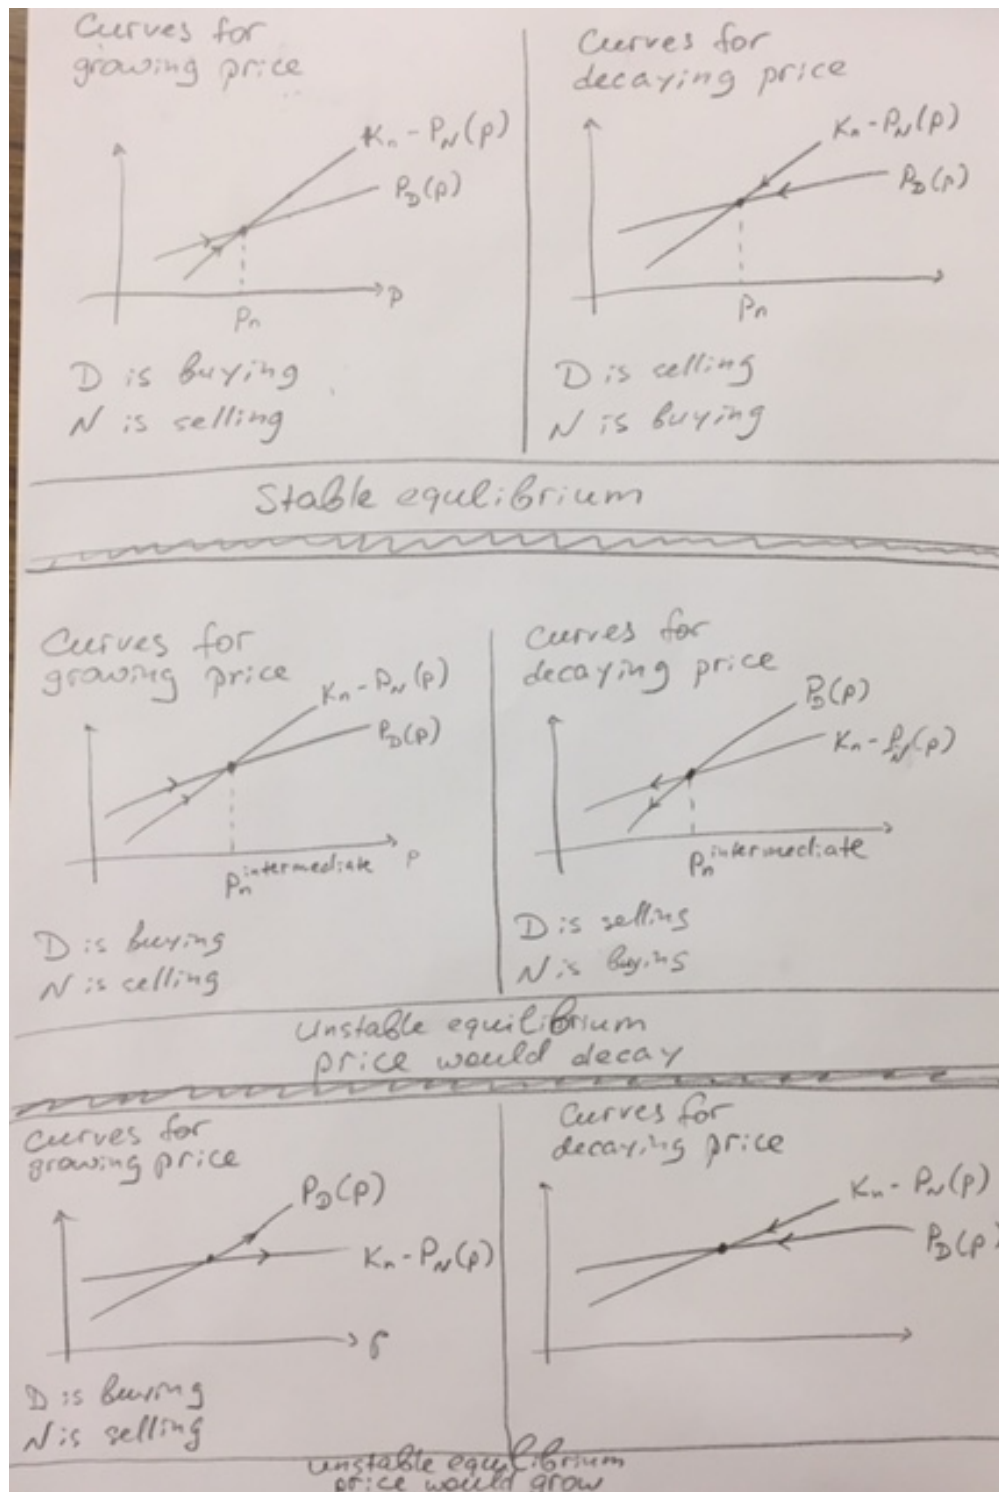 Curves for
growing price
Kn - PN(p)
PD(p)
p
pn
D is buying
N is selling
Curves for
decaying price
Kn - PN(p)
PD(p)
pn
D is selling
N is buying
Stable equlibrium
Curves for
growing price
Kn - PN(p)
PD(p)
p
pn intermediate
D is buying
N is selling
Curves for
decaying price
PD(p)
Kn - PN(p)
pn intermediate
D is selling
N is buying
Unstable equilibrium
price would decay
Curves for
growing price
PD(p)
Kn - PN(p)
p
D is buying
N is selling
Curves for
decaying price
Kn - PN(p)
PD(p)
unstable equilibrium
price would grow